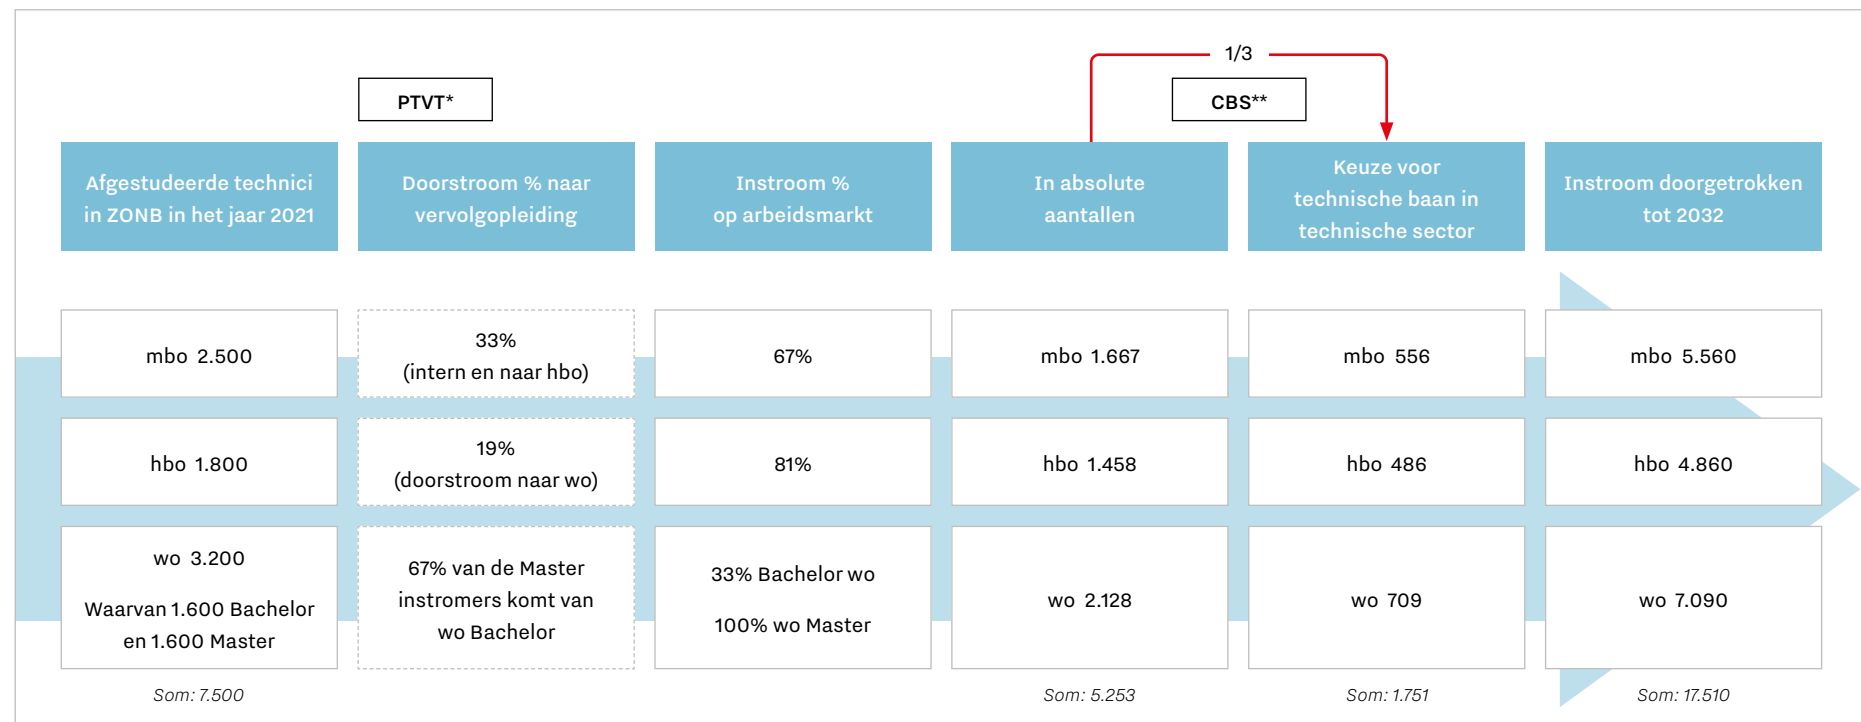 1/3
PTVT*
CBS**
Afgestudeerde technici
in ZONB in het jaar 2021
Doorstroom % naar
vervolgopleiding
Instroom %
op arbeidsmarkt
In absolute
aantallen
Keuze voor
technische baan in
technische sector
Instroom doorgetrokken
tot 2032
mbo 2.500
33%
(intern en naar hbo)
67%
mbo 1.667
mbo 556
mbo 5.560
hbo 1.800
19%
(doorstroom naar wo)
81%
hbo 1.458
hbo 486
hbo 4.860
wo 3.200
Waarvan 1.600 Bachelor
en 1.600 Master
67% van de Master
instromers komt van
wo Bachelor
33% Bachelor wo
100% wo Master
wo 2.128
wo 709
wo 7.090
Som: 7.500
Som: 5.253
Som: 1.751
Som: 17.510